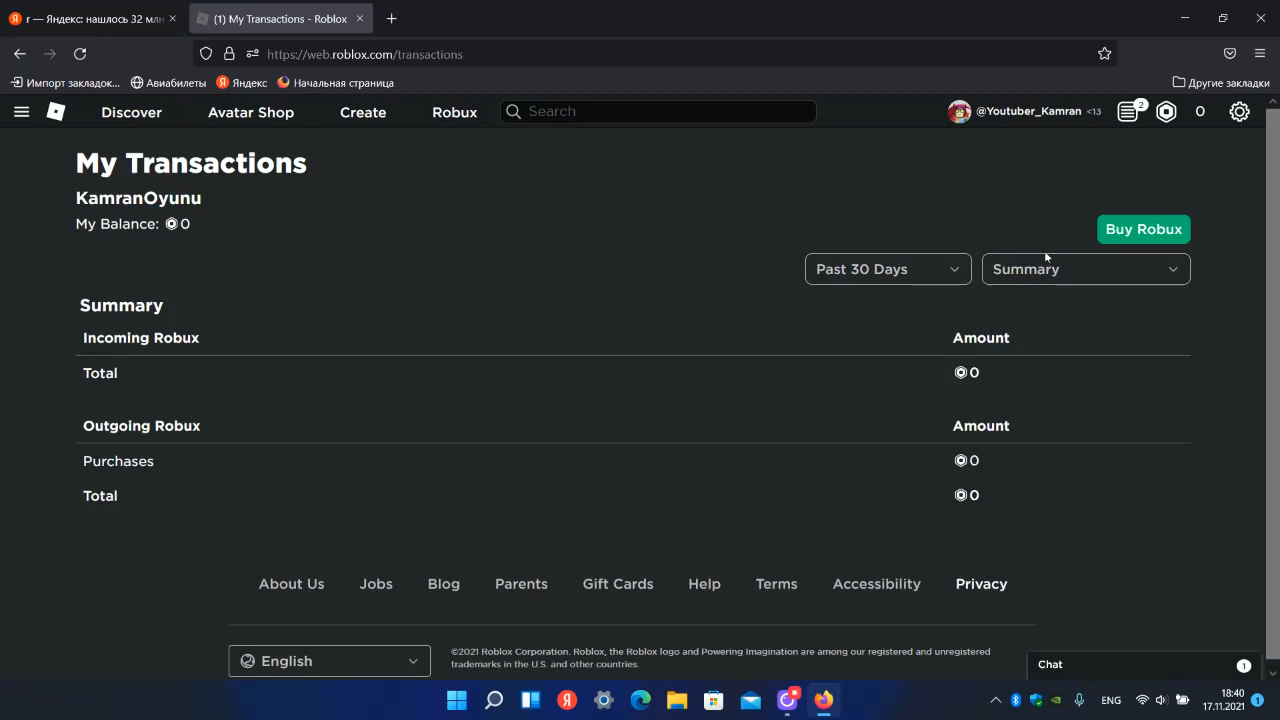 r — Яндекс: нашлось 32 млн
(1) My Transactions - Roblox
https://web.roblox.com/transactions
Импорт закладок... Авиабилеты Яндекс Начальная страница Другие закладки
Discover Avatar Shop Create Robux Search @Youtuber_Kamran <13 2 0
My Transactions
KamranOyunu
My Balance: 0
Buy Robux
Past 30 Days Summary
Summary
Incoming Robux Amount
Total 0
Outgoing Robux Amount
Purchases 0
Total 0
About Us Jobs Blog Parents Gift Cards Help Terms Accessibility Privacy
English
©2021 Roblox Corporation. Roblox, the Roblox logo and Powering Imagination are among our registered and unregistered
trademarks in the U.S. and other countries.
Chat 1
ENG 18:40
17.11.2021 1